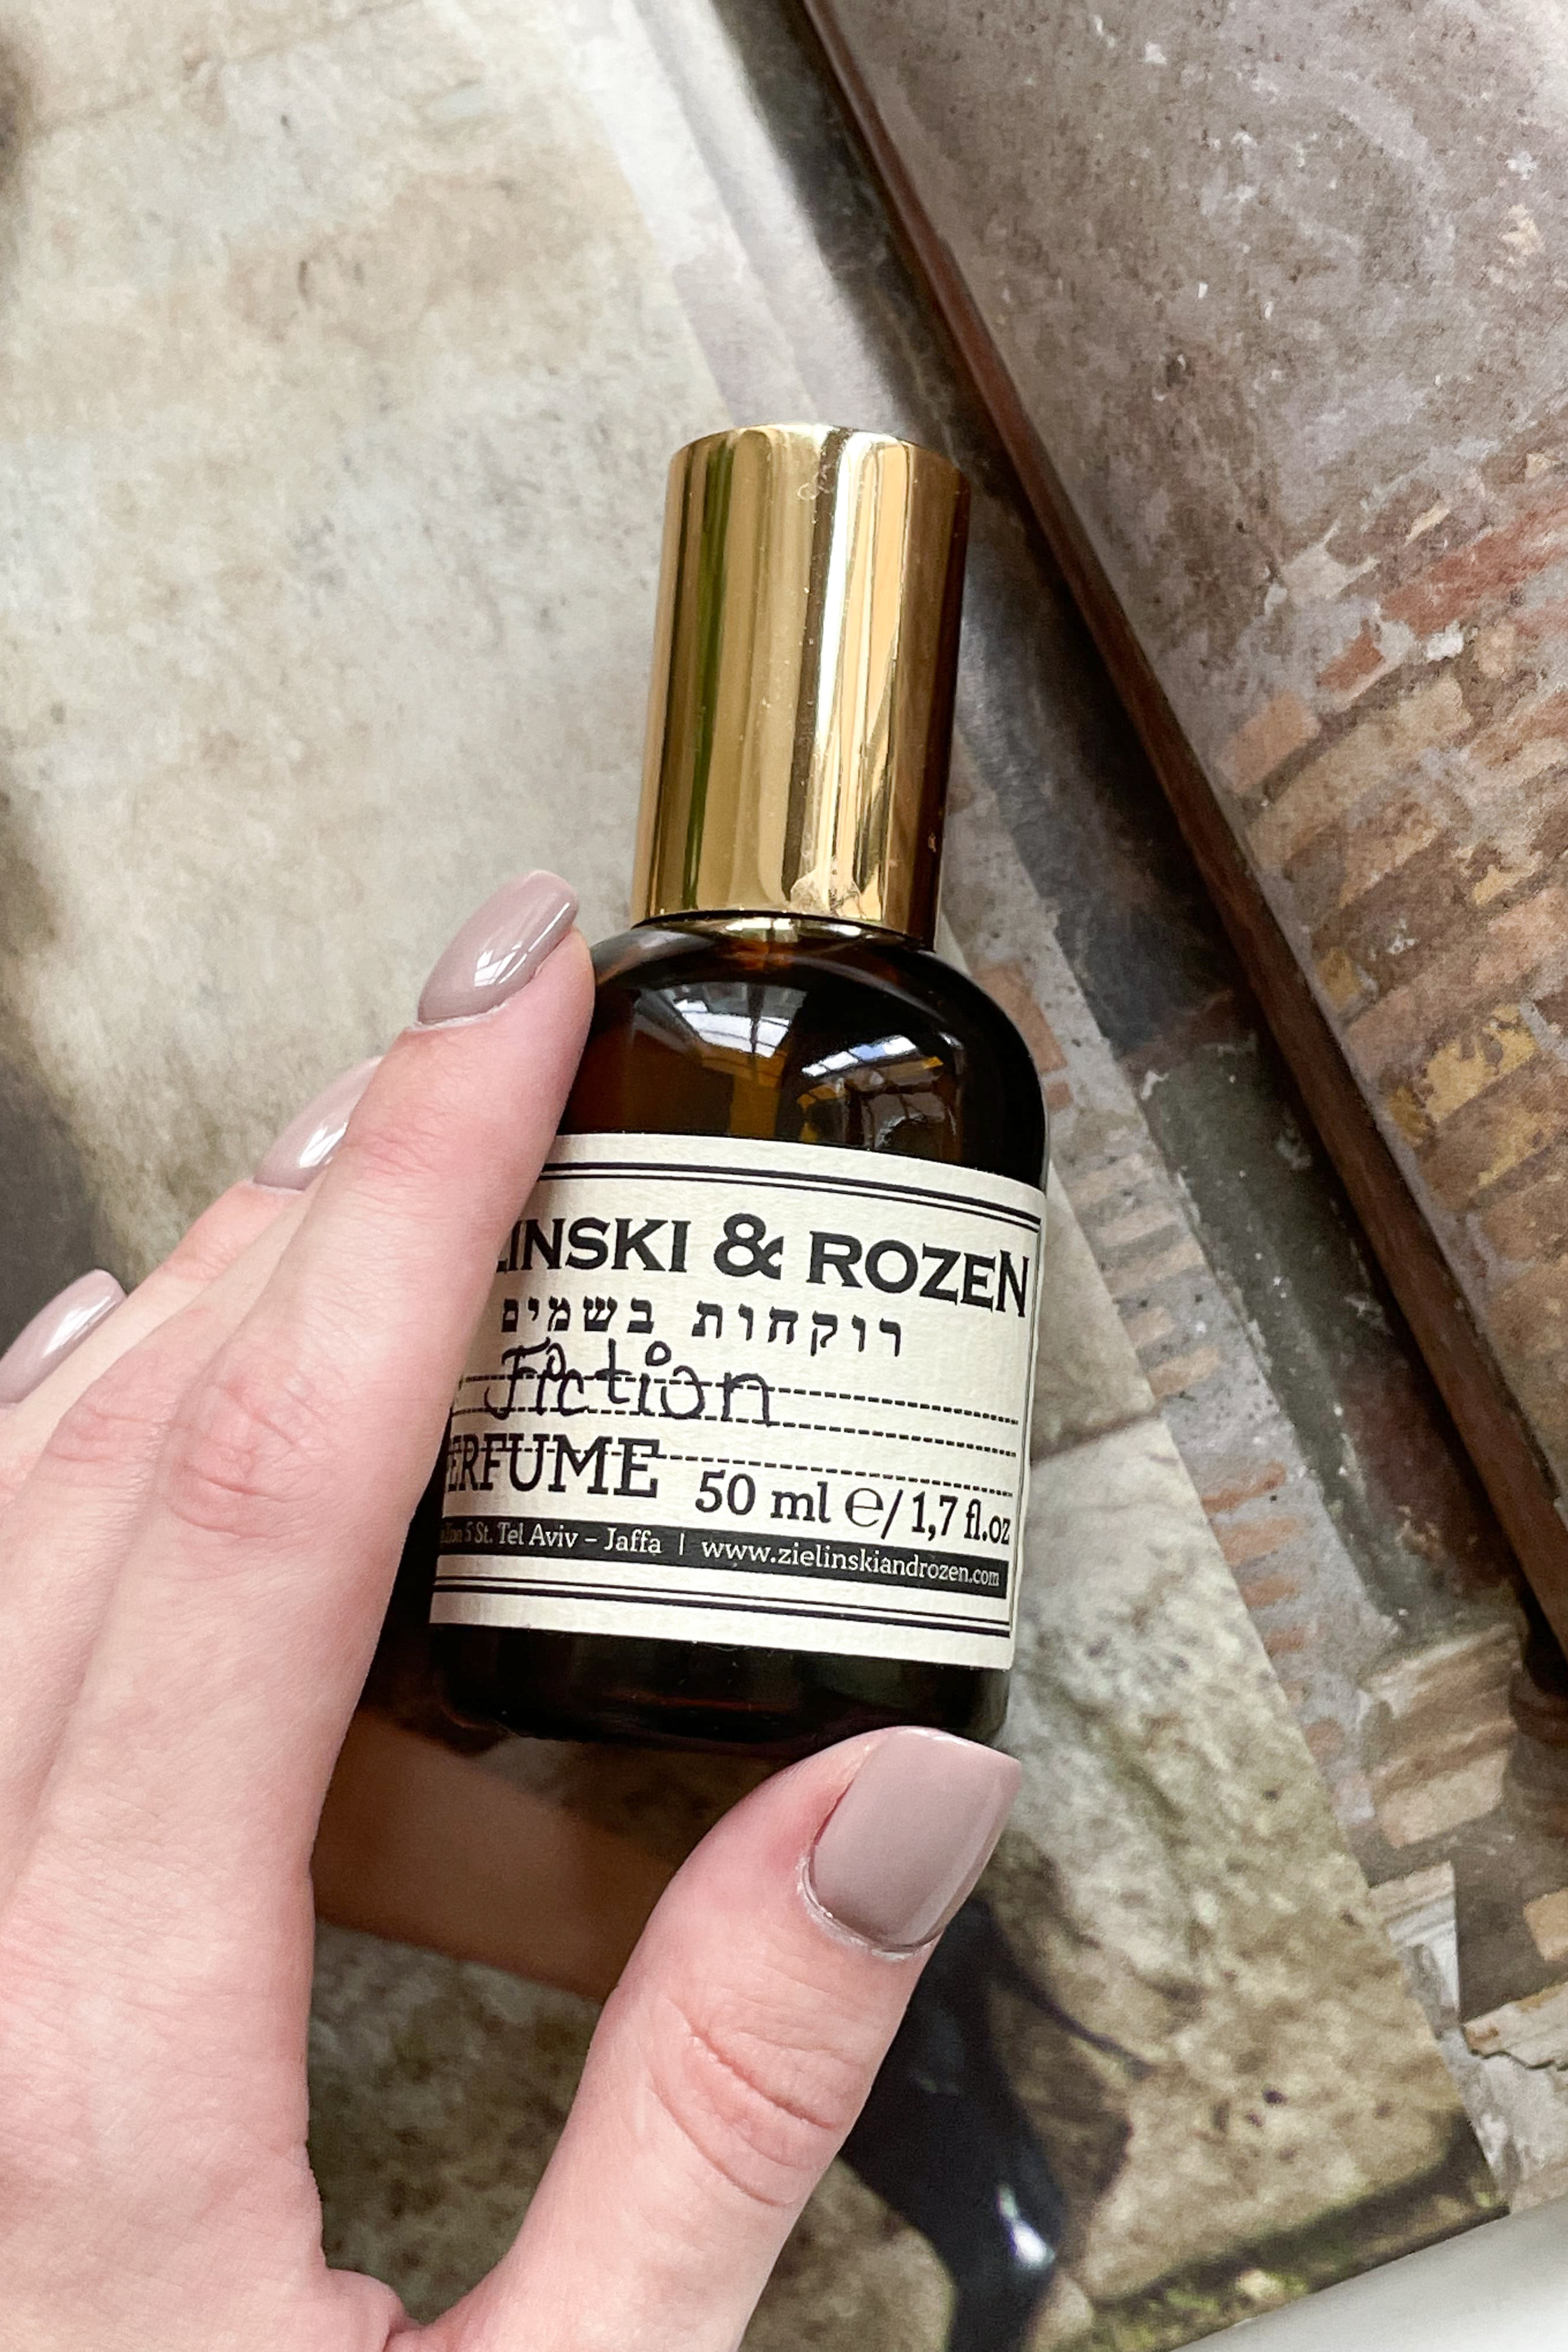 LINSKI & ROZEN
רוקחות בשמים
Fiction
ERFUME 50 ml ℮/ 1,7 fl.oz
5 St. Tel Aviv – Jaffa | www.zielinskiandrozen.com